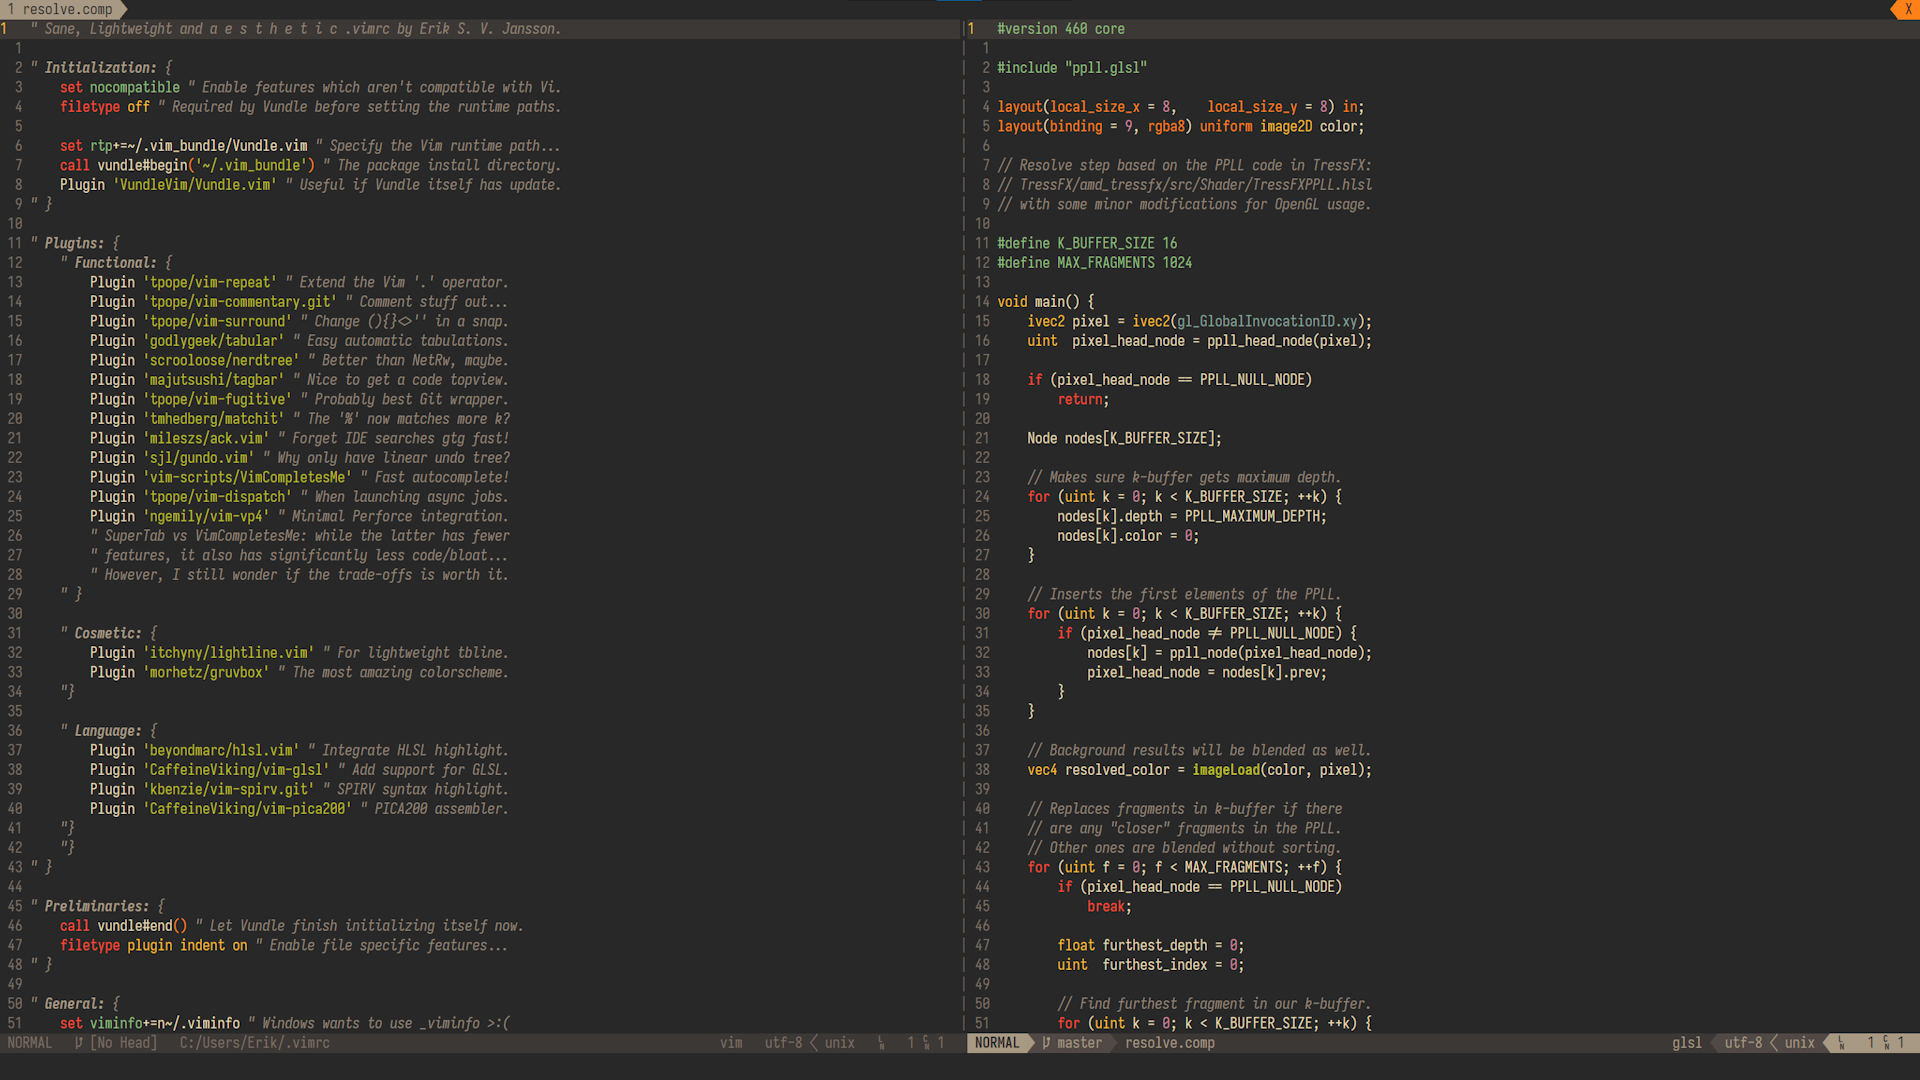 1 resolve.comp
X
1 " Sane, Lightweight and a e s t h e t i c .vimrc by Erik S. V. Jansson.
1
2 " Initialization: {
3 set nocompatible " Enable features which aren't compatible with Vi.
4 filetype off " Required by Vundle before setting the runtime paths.
5
6 set rtp+=~/.vim_bundle/Vundle.vim " Specify the Vim runtime path...
7 call vundle#begin('~/.vim_bundle') " The package install directory.
8 Plugin 'VundleVim/Vundle.vim' " Useful if Vundle itself has update.
9 " }
10
11 " Plugins: {
12 " Functional: {
13 Plugin 'tpope/vim-repeat' " Extend the Vim '.' operator.
14 Plugin 'tpope/vim-commentary.git' " Comment stuff out...
15 Plugin 'tpope/vim-surround' " Change (){}<>'' in a snap.
16 Plugin 'godlygeek/tabular' " Easy automatic tabulations.
17 Plugin 'scrooloose/nerdtree' " Better than NetRw, maybe.
18 Plugin 'majutsushi/tagbar' " Nice to get a code topview.
19 Plugin 'tpope/vim-fugitive' " Probably best Git wrapper.
20 Plugin 'tmhedberg/matchit' " The '%' now matches more k?
21 Plugin 'mileszs/ack.vim' " Forget IDE searches gtg fast!
22 Plugin 'sjl/gundo.vim' " Why only have linear undo tree?
23 Plugin 'vim-scripts/VimCompletesMe' " Fast autocomplete!
24 Plugin 'tpope/vim-dispatch' " When launching async jobs.
25 Plugin 'ngemily/vim-vp4' " Minimal Perforce integration.
26 " SuperTab vs VimCompletesMe: while the latter has fewer
27 " features, it also has significantly less code/bloat...
28 " However, I still wonder if the trade-offs is worth it.
29 " }
30
31 " Cosmetic: {
32 Plugin 'itchyny/lightline.vim' " For lightweight tbline.
33 Plugin 'morhetz/gruvbox' " The most amazing colorscheme.
34 "}
35
36 " Language: {
37 Plugin 'beyondmarc/hlsl.vim' " Integrate HLSL highlight.
38 Plugin 'CaffeineViking/vim-glsl' " Add support for GLSL.
39 Plugin 'kbenzie/vim-spirv.git' " SPIRV syntax highlight.
40 Plugin 'CaffeineViking/vim-pica200' " PICA200 assembler.
41 "}
42 "}
43 " }
44
45 " Preliminaries: {
46 call vundle#end() " Let Vundle finish initializing itself now.
47 filetype plugin indent on " Enable file specific features...
48 " }
49
50 " General: {
51 set viminfo+=n~/.viminfo " Windows wants to use _viminfo >:(
NORMAL [No Head] C:/Users/Erik/.vimrc vim utf-8 < unix LN 1 CN 1
1 #version 460 core
1
2 #include "ppll.glsl"
3
4 layout(local_size_x = 8, local_size_y = 8) in;
5 layout(binding = 9, rgba8) uniform image2D color;
6
7 // Resolve step based on the PPLL code in TressFX:
8 // TressFX/amd_tressfx/src/Shader/TressFXPPLL.hlsl
9 // with some minor modifications for OpenGL usage.
10
11 #define K_BUFFER_SIZE 16
12 #define MAX_FRAGMENTS 1024
13
14 void main() {
15 ivec2 pixel = ivec2(gl_GlobalInvocationID.xy);
16 uint pixel_head_node = ppll_head_node(pixel);
17
18 if (pixel_head_node == PPLL_NULL_NODE)
19 return;
20
21 Node nodes[K_BUFFER_SIZE];
22
23 // Makes sure k-buffer gets maximum depth.
24 for (uint k = 0; k < K_BUFFER_SIZE; ++k) {
25 nodes[k].depth = PPLL_MAXIMUM_DEPTH;
26 nodes[k].color = 0;
27 }
28
29 // Inserts the first elements of the PPLL.
30 for (uint k = 0; k < K_BUFFER_SIZE; ++k) {
31 if (pixel_head_node ≠ PPLL_NULL_NODE) {
32 nodes[k] = ppll_node(pixel_head_node);
33 pixel_head_node = nodes[k].prev;
34 }
35 }
36
37 // Background results will be blended as well.
38 vec4 resolved_color = imageLoad(color, pixel);
39
40 // Replaces fragments in k-buffer if there
41 // are any "closer" fragments in the PPLL.
42 // Other ones are blended without sorting.
43 for (uint f = 0; f < MAX_FRAGMENTS; ++f) {
44 if (pixel_head_node == PPLL_NULL_NODE)
45 break;
46
47 float furthest_depth = 0;
48 uint furthest_index = 0;
49
50 // Find furthest fragment in our k-buffer.
51 for (uint k = 0; k < K_BUFFER_SIZE; ++k) {
NORMAL master resolve.comp glsl utf-8 < unix LN 1 CN 1